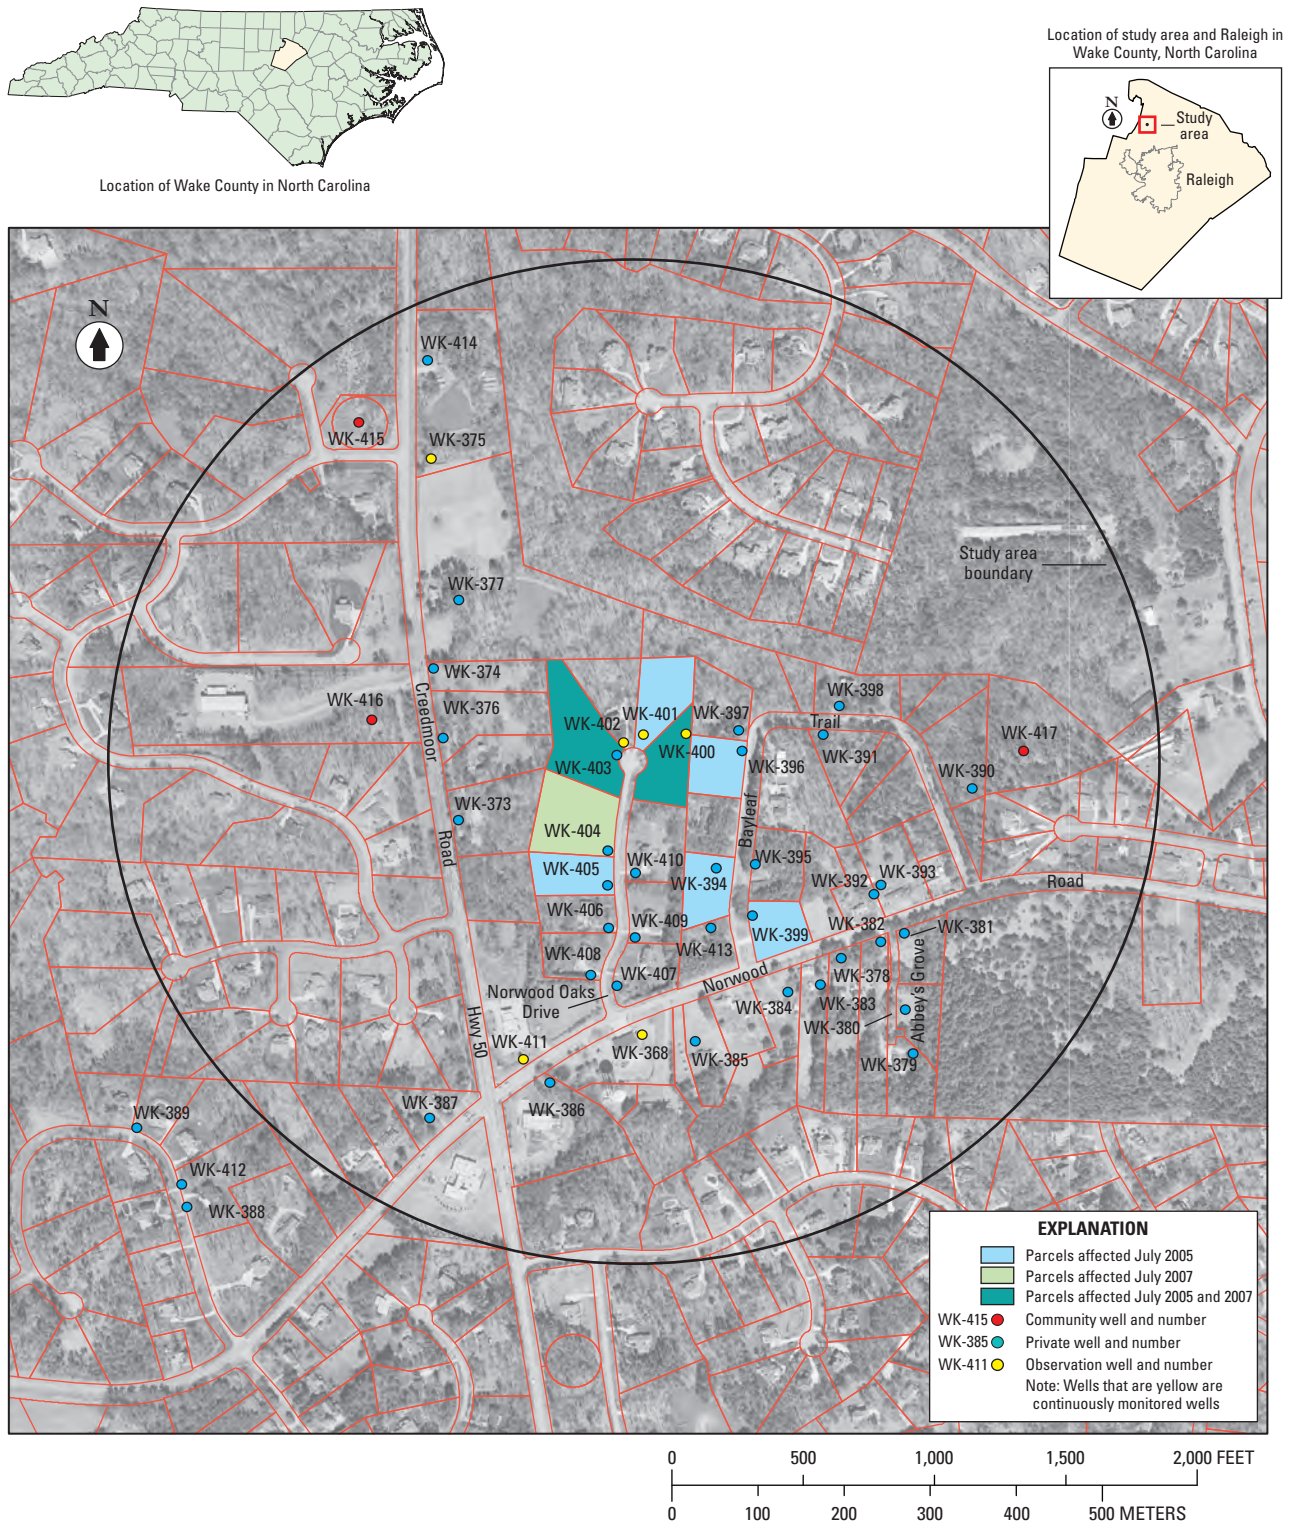 Location of study area and Raleigh in
Wake County, North Carolina
N
Study
area
Raleigh
Location of Wake County in North Carolina
N
WK-414
WK-415
WK-375
Study area
boundary
WK-377
WK-374
WK-416
Creedmoor
WK-376
WK-398
WK-402
WK-401
WK-397
Trail
WK-417
WK-403
WK-400
WK-396
WK-391
WK-390
WK-373
Road
WK-404
Bayleaf
WK-405
WK-410
WK-394
WK-395
WK-392
WK-393
Road
WK-406
WK-409
WK-413
WK-399
WK-382
WK-381
WK-408
WK-407
Norwood
WK-378
Abbey's Grove
Norwood Oaks
Drive
WK-384
WK-383
WK-380
Hwy 50
WK-411
WK-368
WK-385
WK-379
WK-389
WK-387
WK-386
WK-412
WK-388
EXPLANATION
Parcels affected July 2005
Parcels affected July 2007
Parcels affected July 2005 and 2007
WK-415 Community well and number
WK-385 Private well and number
WK-411 Observation well and number
Note: Wells that are yellow are
continuously monitored wells
0 500 1,000 1,500 2,000 FEET
0 100 200 300 400 500 METERS